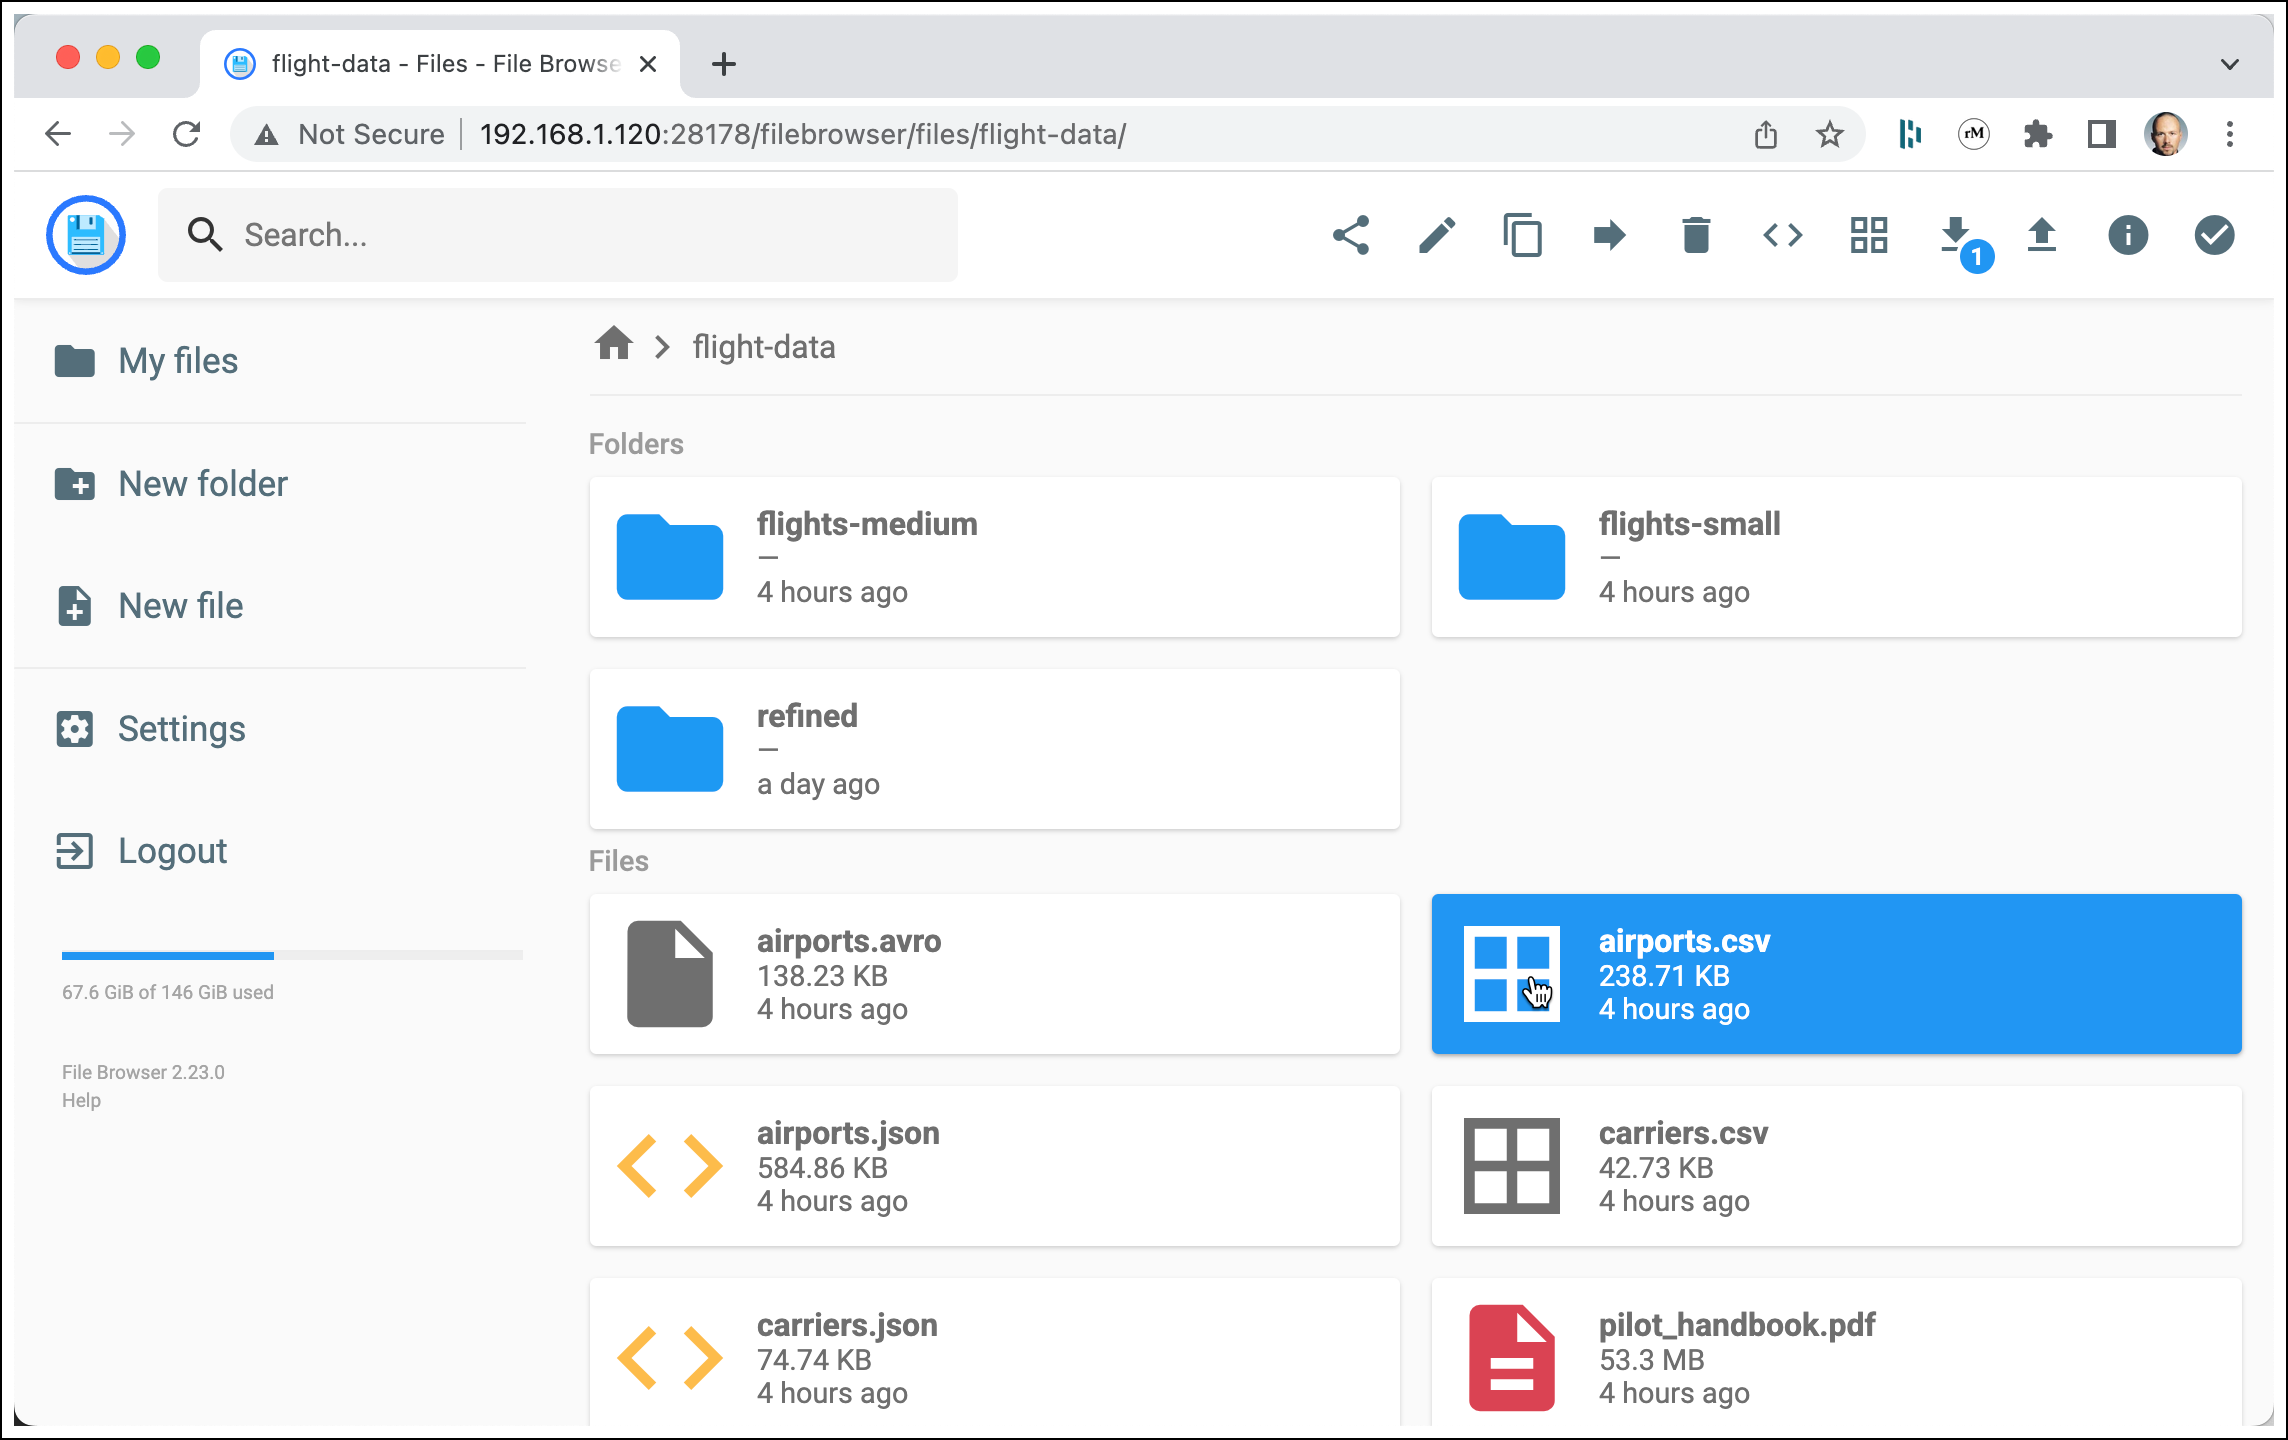 flight-data - Files - File Browse
Not Secure
192.168.1.120:28178/filebrowser/files/flight-data/
rM
Search...
1
My files
New folder
New file
Settings
Logout
67.6 GiB of 146 GiB used
File Browser 2.23.0
Help
flight-data
Folders
flights-medium
—
4 hours ago
flights-small
—
4 hours ago
refined
—
a day ago
Files
airports.avro
138.23 KB
4 hours ago
airports.csv
238.71 KB
4 hours ago
airports.json
584.86 KB
4 hours ago
carriers.csv
42.73 KB
4 hours ago
carriers.json
74.74 KB
4 hours ago
pilot_handbook.pdf
53.3 MB
4 hours ago